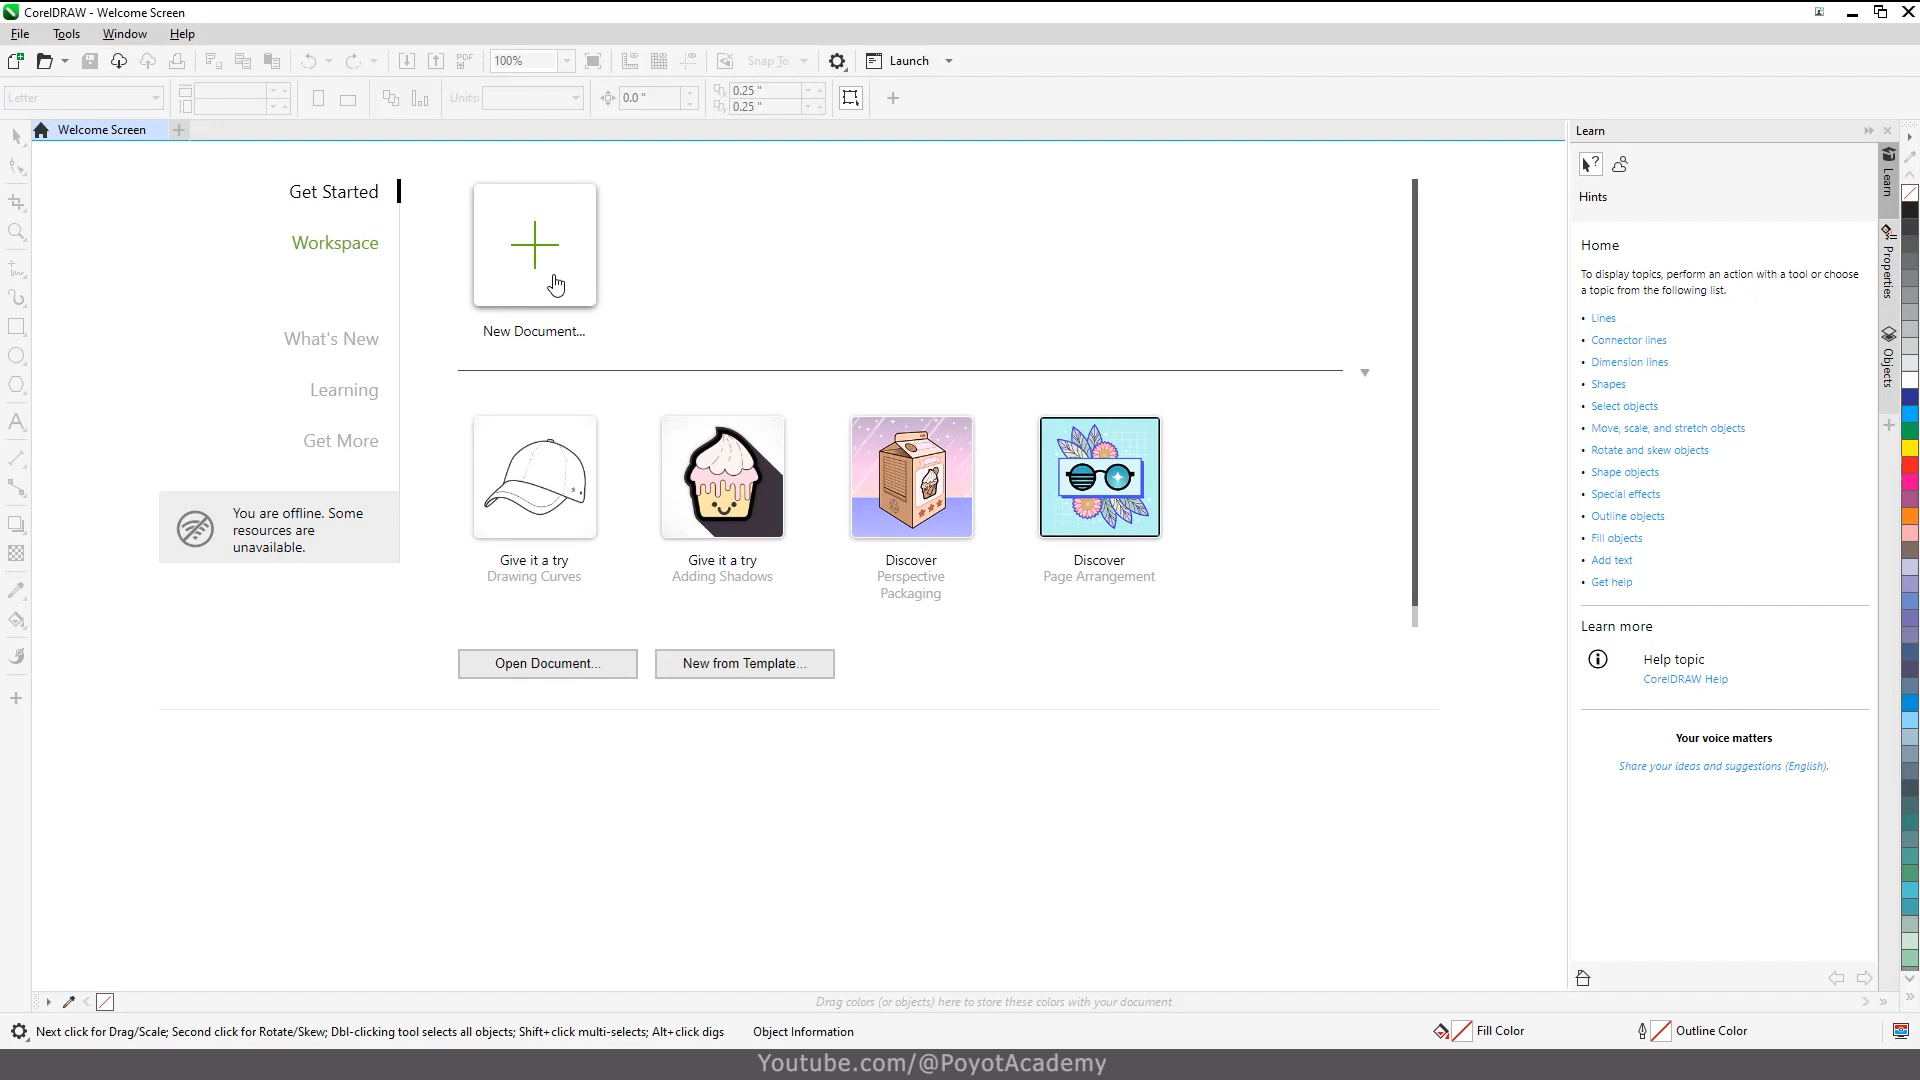 CorelDRAW - Welcome Screen
File Tools Window Help
PDF 100% Snap To Launch
Letter Units: 0.0 " 0.25 "
0.25 "
Welcome Screen
Learn
Get Started
Workspace
What's New
Learning
Get More
You are offline. Some
resources are
unavailable.
New Document...
Give it a try
Drawing Curves
Give it a try
Adding Shadows
Discover
Perspective
Packaging
Discover
Page Arrangement
Open Document...
New from Template...
Hints
Home
To display topics, perform an action with a tool or choose
a topic from the following list.
• Lines
• Connector lines
• Dimension lines
• Shapes
• Select objects
• Move, scale, and stretch objects
• Rotate and skew objects
• Shape objects
• Special effects
• Outline objects
• Fill objects
• Add text
• Get help
Learn more
Help topic
CorelDRAW Help
Your voice matters
Share your ideas and suggestions (English).
Learn
Properties
Objects
Drag colors (or objects) here to store these colors with your document
Next click for Drag/Scale; Second click for Rotate/Skew; Dbl-clicking tool selects all objects; Shift+click multi-selects; Alt+click digs
Object Information
Fill Color
Outline Color
Youtube.com/@PoyotAcademy